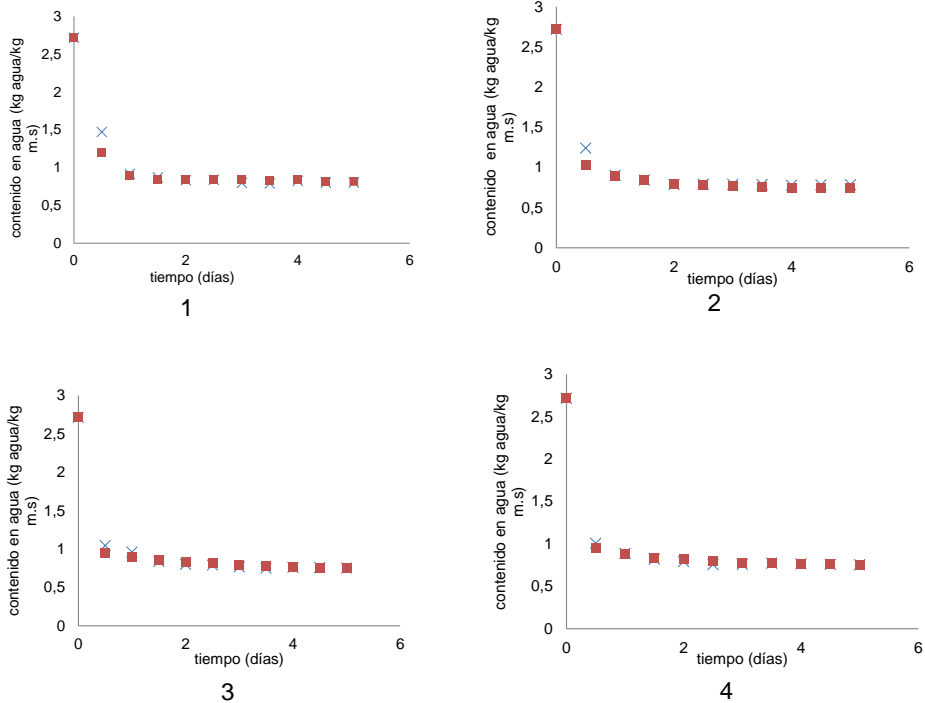 contenido en agua (kg agua/kg
m.s)
3
2,5
2
1,5
1
0,5
0
0 2 4 6
tiempo (días)
1
contenido en agua (kg agua/kg
m.s)
3
2,5
2
1,5
1
0,5
0
0 2 4 6
tiempo (días)
2
contenido en agua (kg agua/kg
m.s)
3
2,5
2
1,5
1
0,5
0
0 2 4 6
tiempo (días)
3
contenido en agua (kg agua/kg
m.s)
3
2,5
2
1,5
1
0,5
0
0 2 4 6
tiempo (días)
4